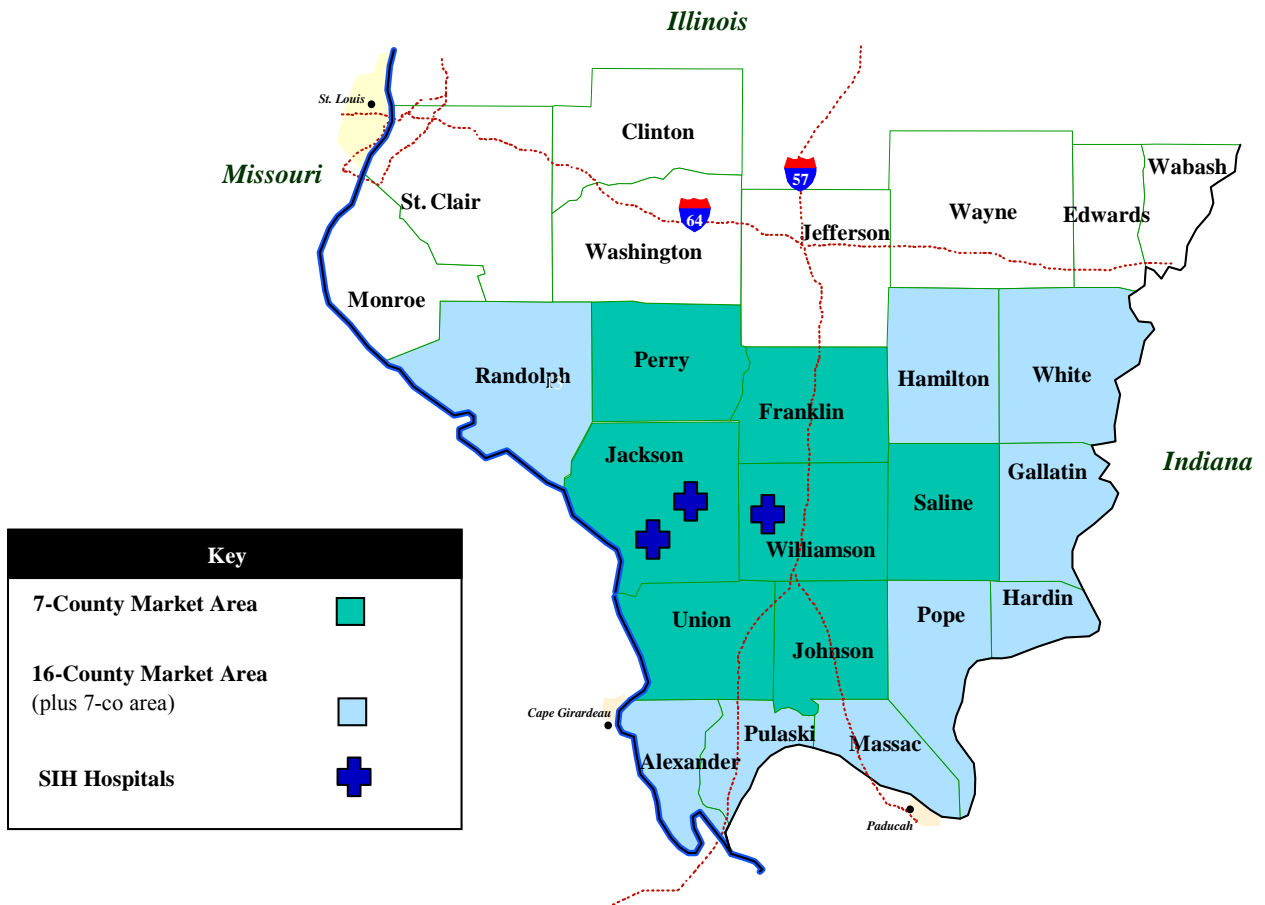 Illinois
St. Louis
Clinton
Missouri
57
Wabash
St. Clair
64
Wayne
Edwards
Jefferson
Washington
Monroe
Randolph
Perry
Hamilton
White
Franklin
Jackson
Gallatin
Indiana
Saline
Williamson
Key
7-County Market Area
16-County Market Area
(plus 7-co area)
SIH Hospitals
Union
Pope
Hardin
Johnson
Cape Girardeau
Pulaski
Massac
Alexander
Paducah